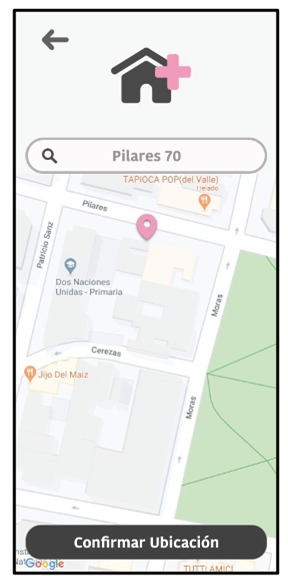 Pilares 70
TAPIOCA POP(del Valle)
Helado
Pilares
Patricio Sanz
Dos Naciones
Unidas - Primaria
Moras
Cerezas
Jijo Del Maiz
Moras
Confirmar Ubicación
Google
TUTTI AMICI